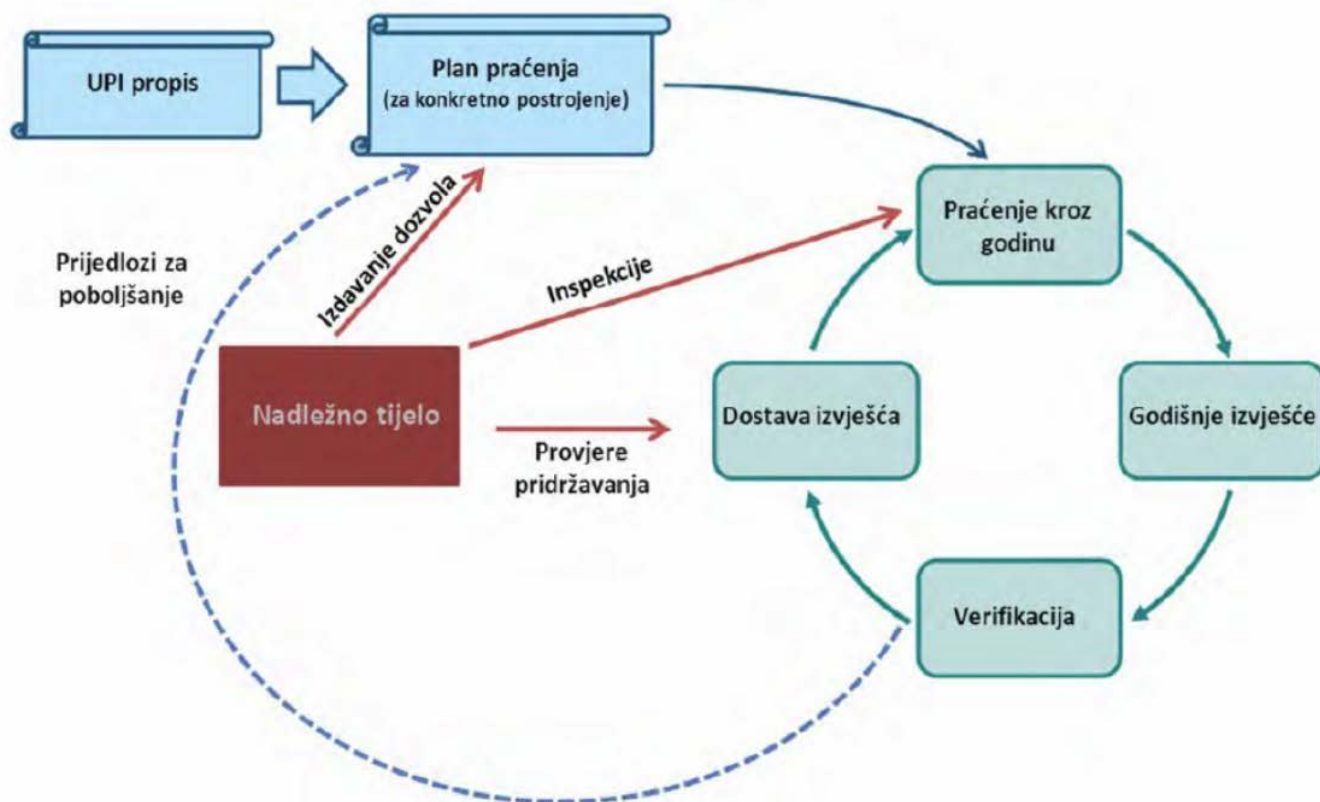 UPI propis
Plan praćenja
(za konkretno postrojenje)
Izdavanje dozvola
Praćenje kroz
godinu
Prijedlozi za
poboljšanje
Inspekcije
Nadležno tijelo
Dostava izvješća
Godišnje izvješće
Provjere
pridržavanja
Verifikacija